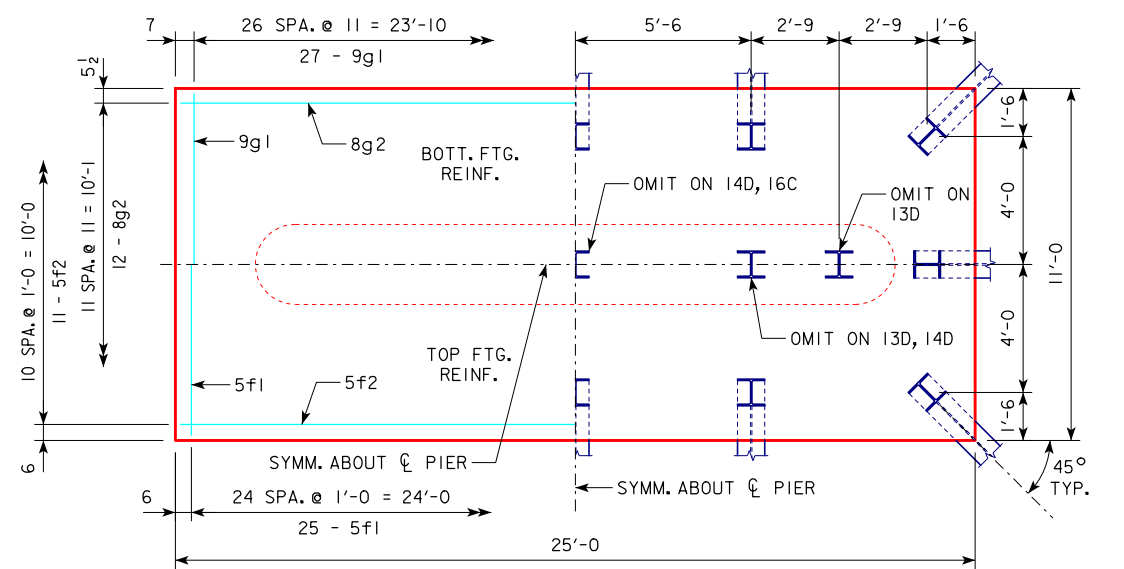 7
26 SPA. @ 11 = 23'-10
27 - 9g1
5'-6
2'-9
2'-9
1'-6
5 1/2
9g1
8g2
BOTT. FTG.
REINF.
OMIT ON 14D, 16C
OMIT ON
13D
1'-6
4'-0
11'-0
4'-0
1'-6
10 SPA. @ 1'-0 = 10'-0
11 - 5f2
11 SPA. @ 11 = 10'-1
12 - 8g2
OMIT ON 13D, 14D
TOP FTG.
REINF.
5f1
5f2
6
SYMM. ABOUT ℄ PIER
SYMM. ABOUT ℄ PIER
45°
TYP.
6
24 SPA. @ 1'-0 = 24'-0
25 - 5f1
25'-0